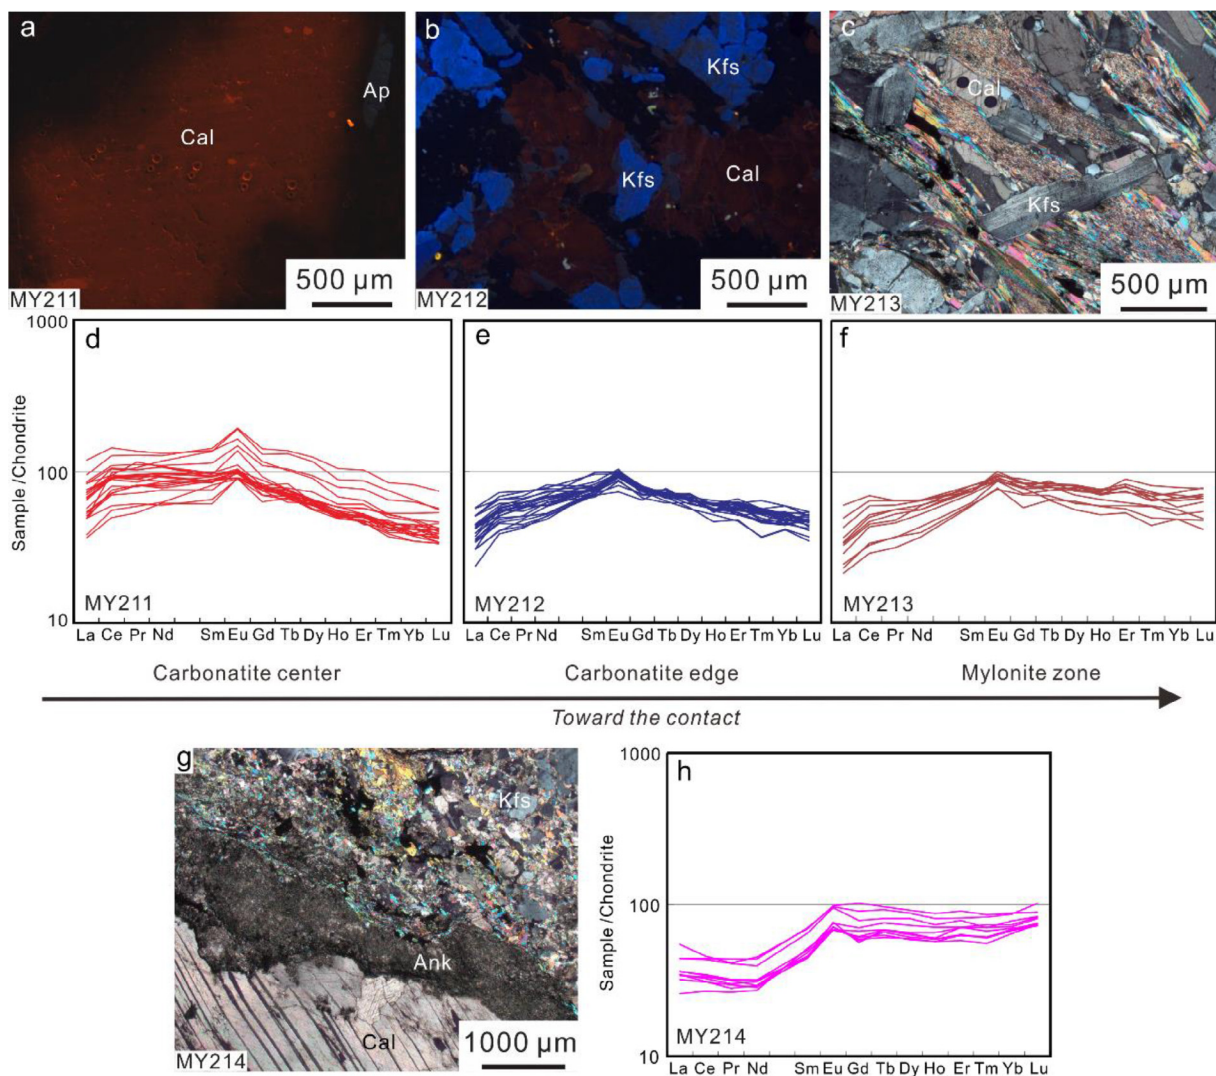 a
Cal
Ap
500 µm
MY211
b
Kfs
Kfs
Cal
500 µm
MY212
c
Cal
Kfs
500 µm
MY213
Sample/Chondrite
1000
100
10
d
MY211
La Ce Pr Nd Sm Eu Gd Tb Dy Ho Er Tm Yb Lu
e
MY212
La Ce Pr Nd Sm Eu Gd Tb Dy Ho Er Tm Yb Lu
f
MY213
La Ce Pr Nd Sm Eu Gd Tb Dy Ho Er Tm Yb Lu
Carbonatite center
Carbonatite edge
Mylonite zone
Toward the contact
g
Kfs
Ank
Cal
1000 µm
MY214
Sample/Chondrite
1000
100
10
h
MY214
La Ce Pr Nd Sm Eu Gd Tb Dy Ho Er Tm Yb Lu